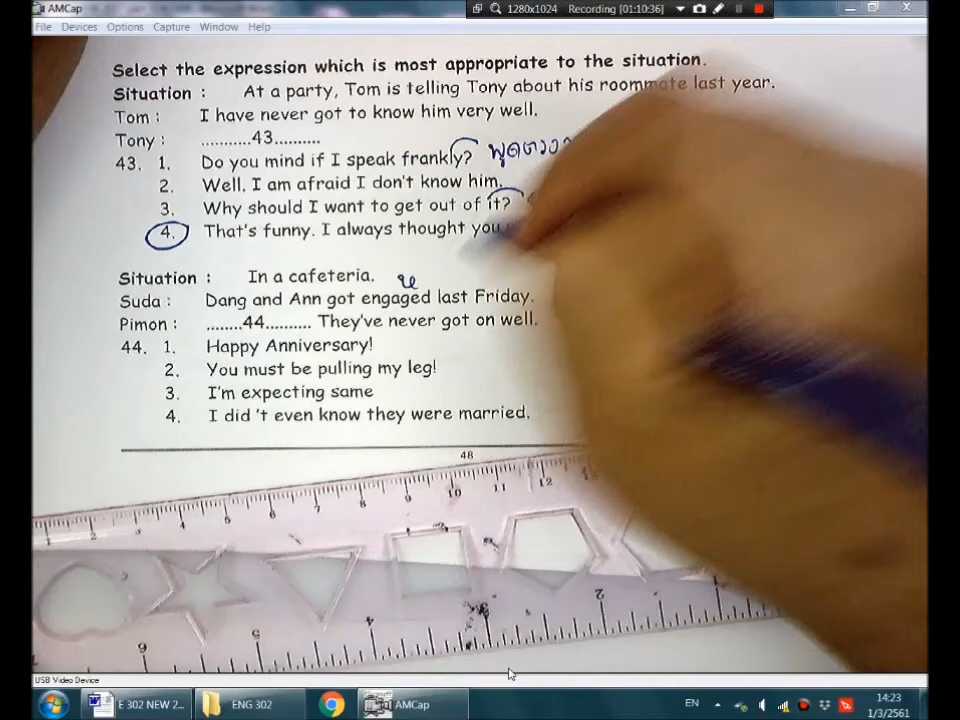 AMCap
1280x1024 Recording [01:10:36]
File Devices Options Capture Window Help
Select the expression which is most appropriate to the situation.
Situation : At a party, Tom is telling Tony about his roommate last year.
Tom : I have never got to know him very well.
Tony : ...........43..........
43. 1. Do you mind if I speak frankly?
2. Well. I am afraid I don't know him.
3. Why should I want to get out of it?
4. That's funny. I always thought you
Situation : In a cafeteria.
Suda : Dang and Ann got engaged last Friday.
Pimon : ........44.......... They've never got on well.
44. 1. Happy Anniversary!
2. You must be pulling my leg!
3. I'm expecting same
4. I did 't even know they were married.
48
USB Video Device
E 302 NEW 2... ENG 302 AMCap EN 14:23
1/3/2561